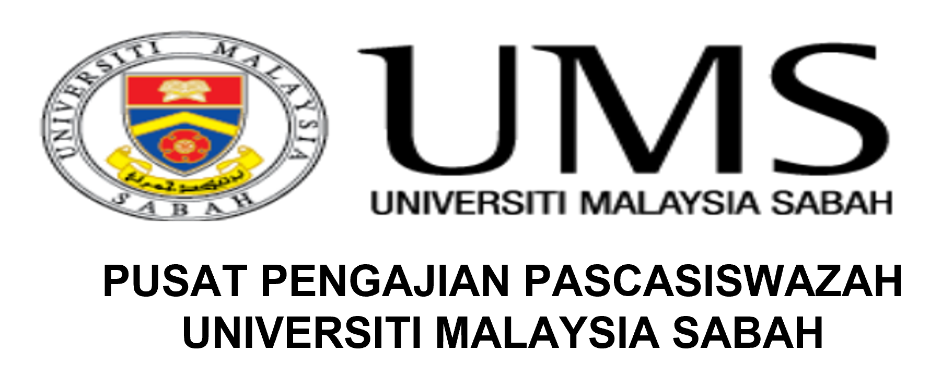 UNIVERSITI MALAYSIA
SABAH
UMS
UNIVERSITI MALAYSIA SABAH
PUSAT PENGAJIAN PASCASISWAZAH
UNIVERSITI MALAYSIA SABAH